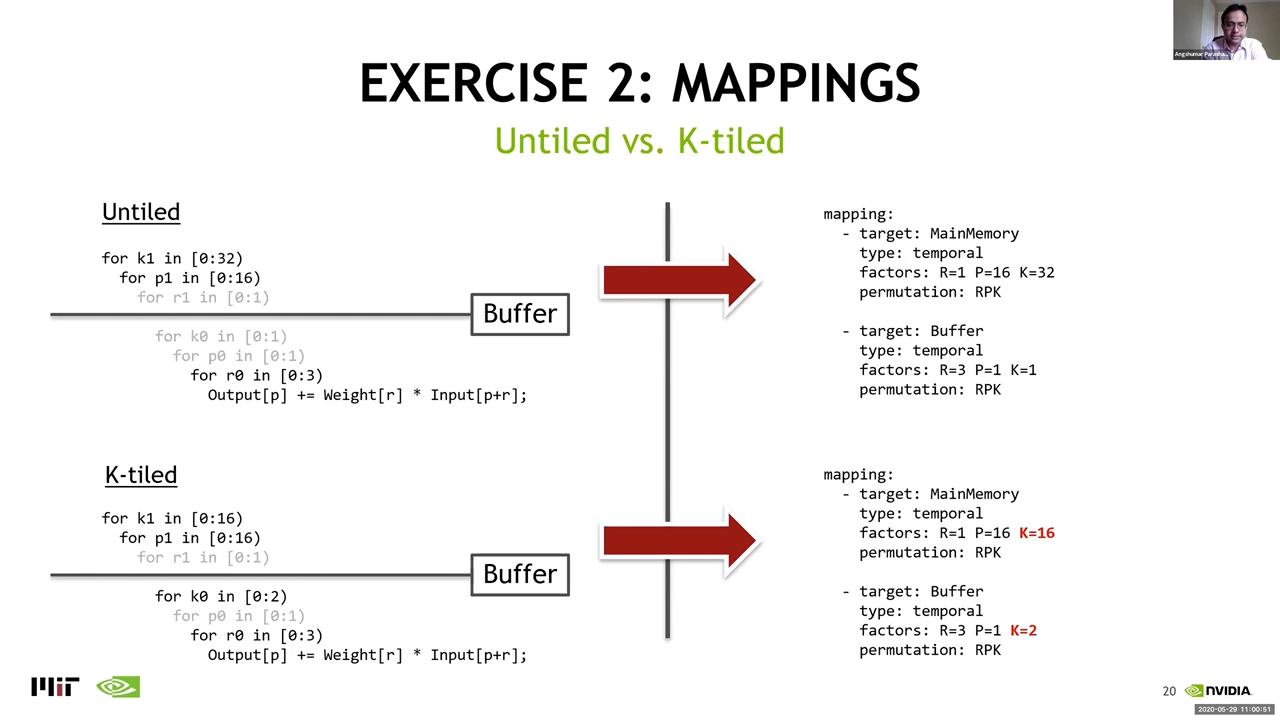 Angshumar Parasha...
EXERCISE 2: MAPPINGS
Untiled vs. K-tiled
Untiled
for k1 in [0:32)
for p1 in [0:16)
for r1 in [0:1)
Buffer
for k0 in [0:1)
for p0 in [0:1)
for r0 in [0:3)
Output[p] += Weight[r] * Input[p+r];
mapping:
- target: MainMemory
type: temporal
factors: R=1 P=16 K=32
permutation: RPK
- target: Buffer
type: temporal
factors: R=3 P=1 K=1
permutation: RPK
K-tiled
for k1 in [0:16)
for p1 in [0:16)
for r1 in [0:1)
Buffer
for k0 in [0:2)
for p0 in [0:1)
for r0 in [0:3)
Output[p] += Weight[r] * Input[p+r];
mapping:
- target: MainMemory
type: temporal
factors: R=1 P=16 K=16
permutation: RPK
- target: Buffer
type: temporal
factors: R=3 P=1 K=2
permutation: RPK
MIT
20
NVIDIA.
2020-05-29 11:00:51